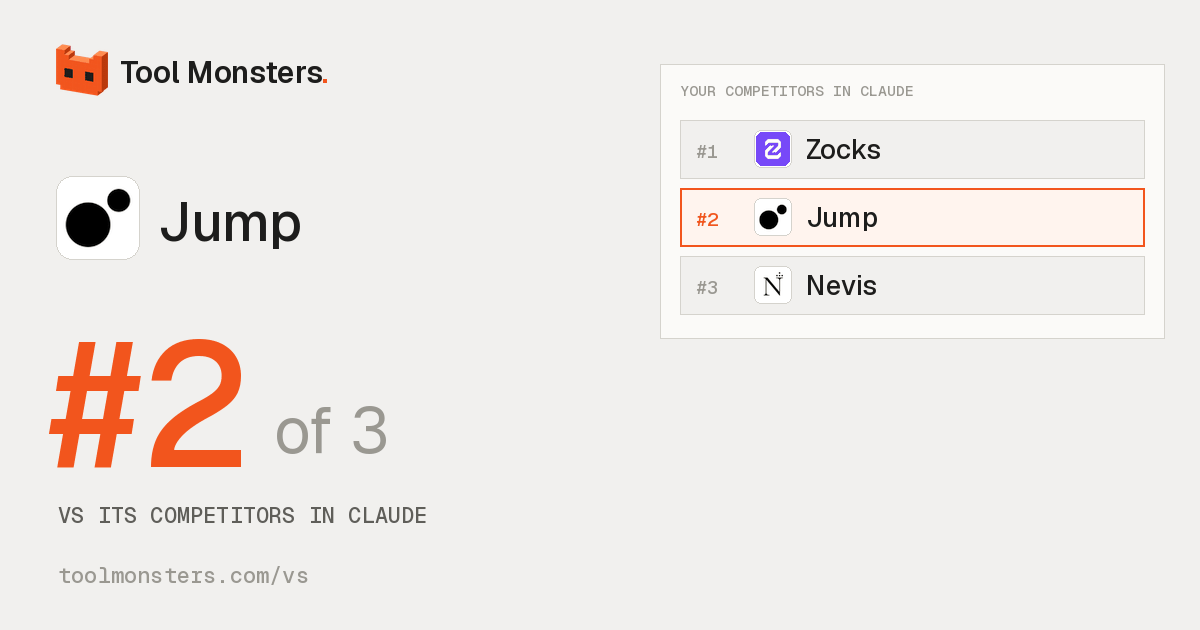 Tool Monsters.
Jump
#2 of 3
VS ITS COMPETITORS IN CLAUDE
toolmonsters.com/vs
YOUR COMPETITORS IN CLAUDE
#1 Zocks
#2 Jump
#3 N Nevis